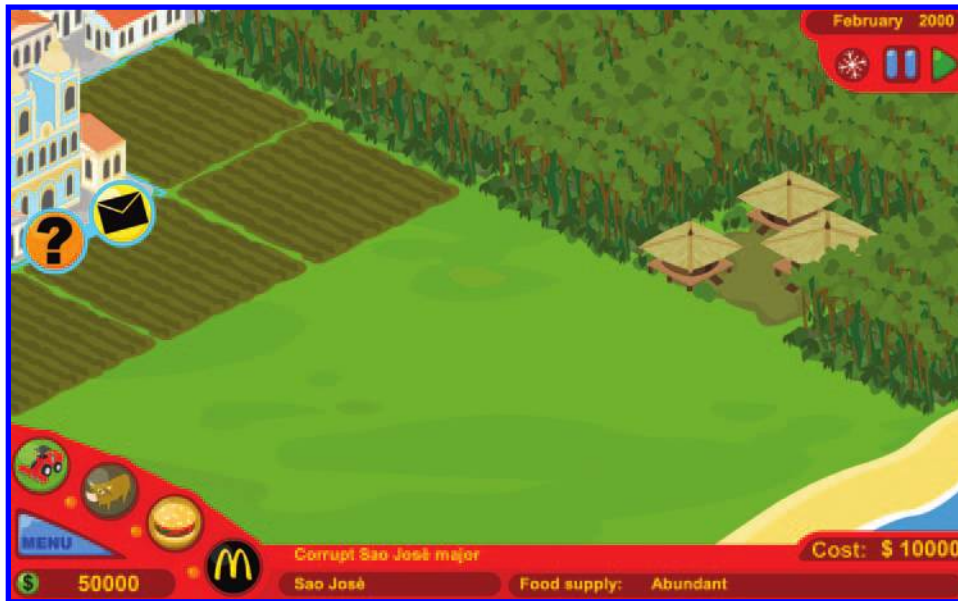 February 2000
?
MENU
Corrupt Sao Josè major
Cost: $ 10000
$ 50000
Sao Josè
Food supply: Abundant